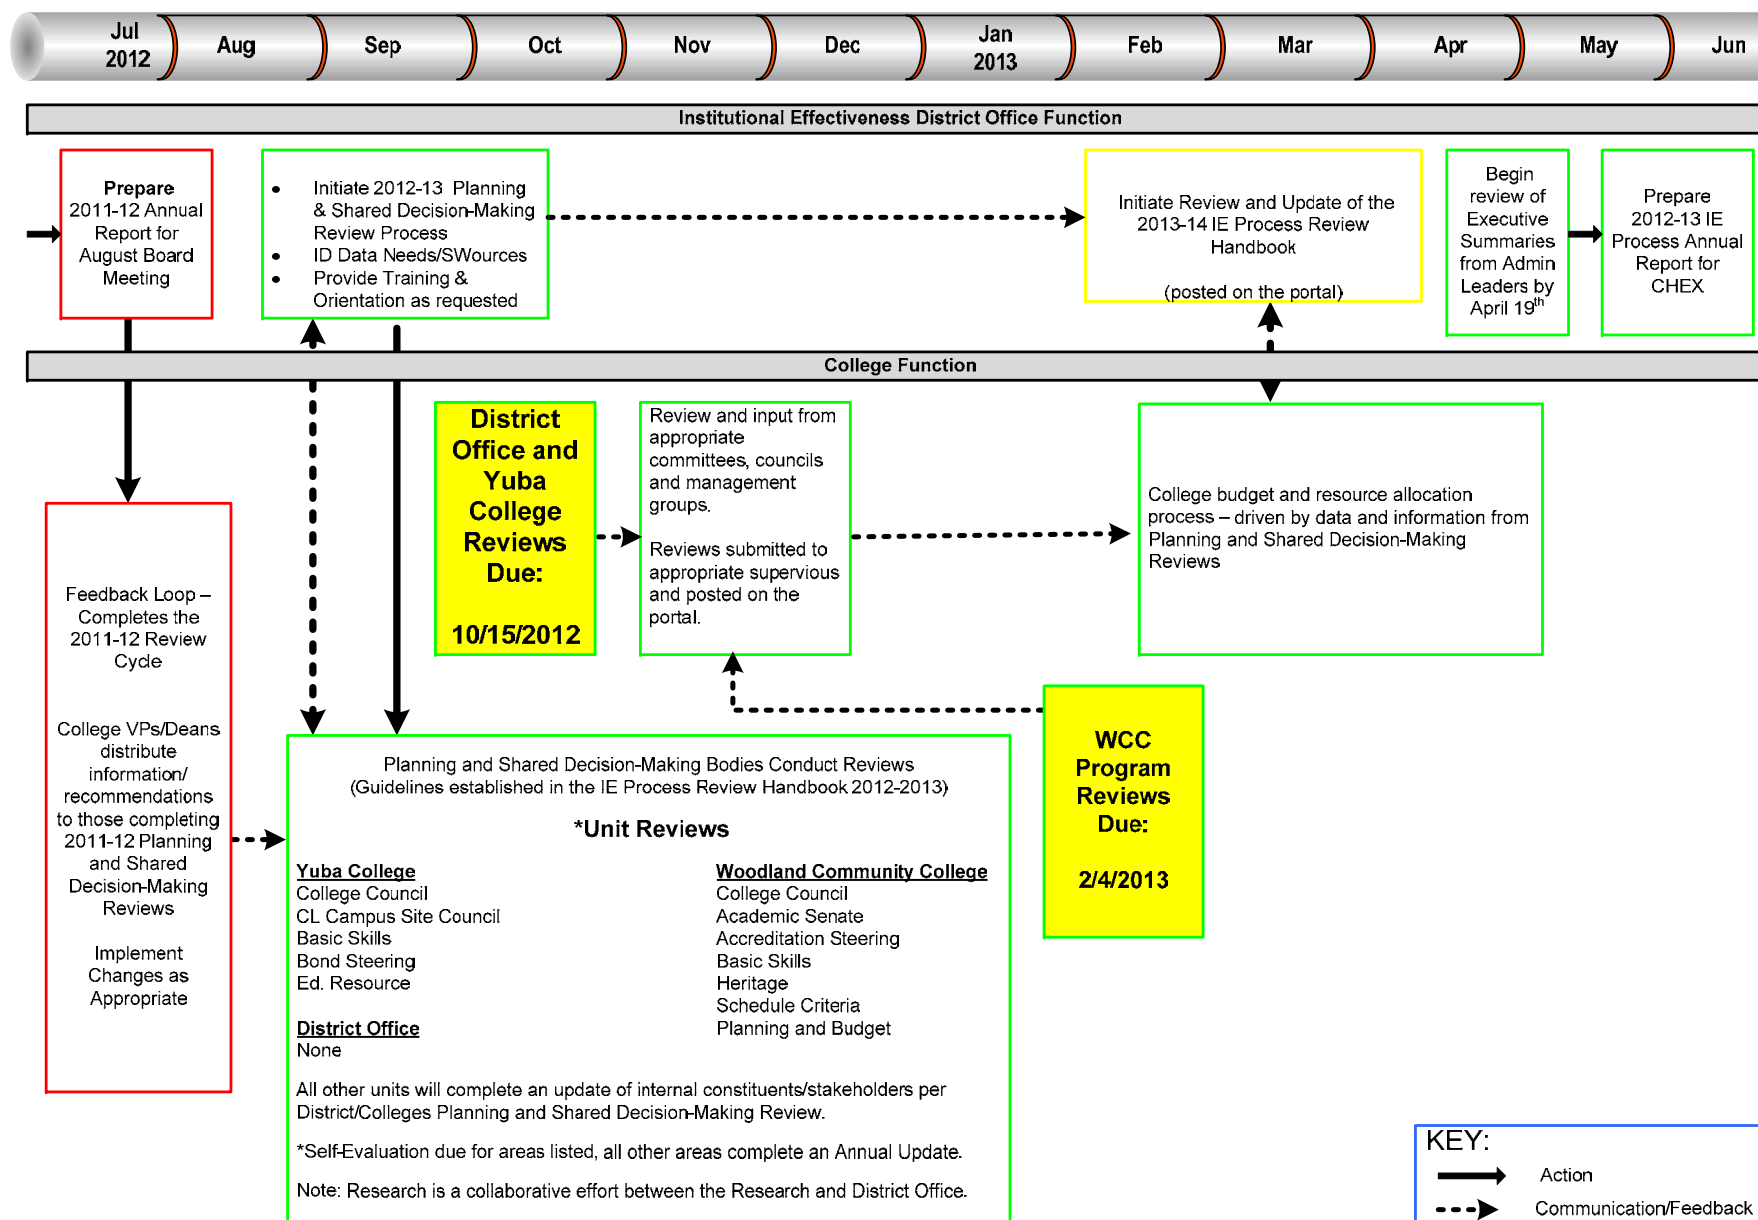 Jul
2012
Aug
Sep
Oct
Nov
Dec
Jan
2013
Feb
Mar
Apr
May
Jun
Institutional Effectiveness District Office Function
Prepare
2011-12 Annual
Report for
August Board
Meeting
• Initiate 2012-13 Planning
& Shared Decision-Making
Review Process
• ID Data Needs/SWources
• Provide Training &
Orientation as requested
Initiate Review and Update of the
2013-14 IE Process Review
Handbook
(posted on the portal)
Begin
review of
Executive
Summaries
from Admin
Leaders by
April 19th
Prepare
2012-13 IE
Process Annual
Report for
CHEX
College Function
Feedback Loop –
Completes the
2011-12 Review
Cycle
College VPs/Deans
distribute
information/
recommendations
to those completing
2011-12 Planning
and Shared
Decision-Making
Reviews
Implement
Changes as
Appropriate
District
Office and
Yuba
College
Reviews
Due:
10/15/2012
Review and input from
appropriate
committees, councils
and management
groups.
Reviews submitted to
appropriate supervious
and posted on the
portal.
College budget and resource allocation
process – driven by data and information from
Planning and Shared Decision-Making
Reviews
WCC
Program
Reviews
Due:
2/4/2013
Planning and Shared Decision-Making Bodies Conduct Reviews
(Guidelines established in the IE Process Review Handbook 2012-2013)
*Unit Reviews
Yuba College
College Council
CL Campus Site Council
Basic Skills
Bond Steering
Ed. Resource
District Office
None
Woodland Community College
College Council
Academic Senate
Accreditation Steering
Basic Skills
Heritage
Schedule Criteria
Planning and Budget
All other units will complete an update of internal constituents/stakeholders per
District/Colleges Planning and Shared Decision-Making Review.
*Self-Evaluation due for areas listed, all other areas complete an Annual Update.
Note: Research is a collaborative effort between the Research and District Office.
KEY:
Action
Communication/Feedback